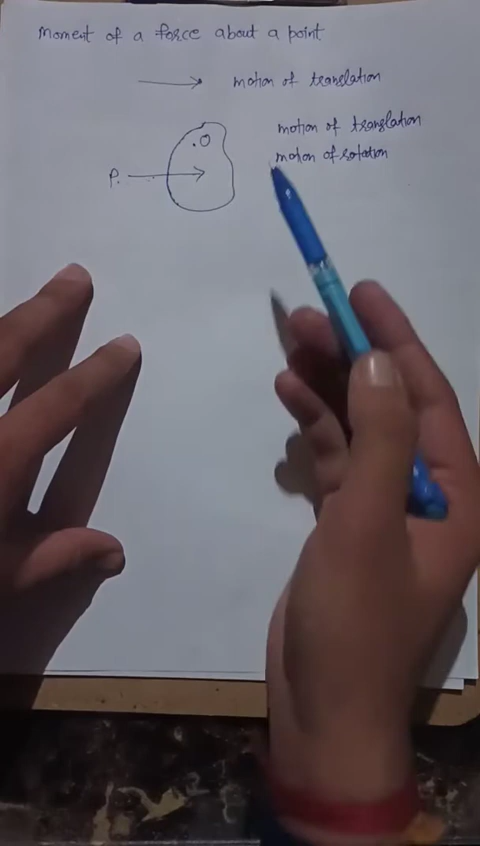 Moment of a force about a point
motion of translation
motion of translation
motion of rotation
.O
P.